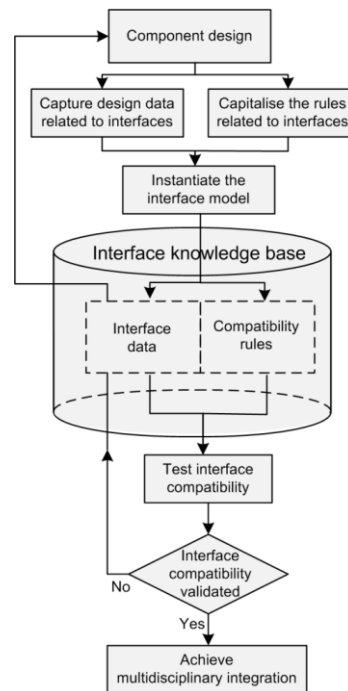 Component design
Capture design data
related to interfaces
Capitalise the rules
related to interfaces
Instantiate the
interface model
Interface knowledge base
Interface
data
Compatibility
rules
Test interface
compatibility
Interface
compatibility
validated
No
Yes
Achieve
multidisciplinary integration